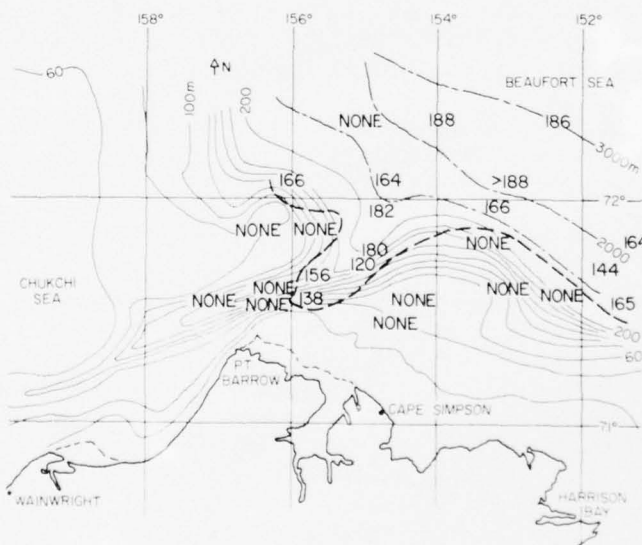 158° 156° 154° 152°
60
N
BEAUFORT SEA
100m
200
NONE
188
186
3000m
166
164
>188
72°
182
166
NONE
NONE
NONE
164
180
2000
120
156
144
CHUKCHI SEA
NONE
NONE
NONE
NONE
138
NONE
NONE
165
NONE
200
60
PT. BARROW
CAPE SIMPSON
71°
WAINWRIGHT
HARRISON BAY